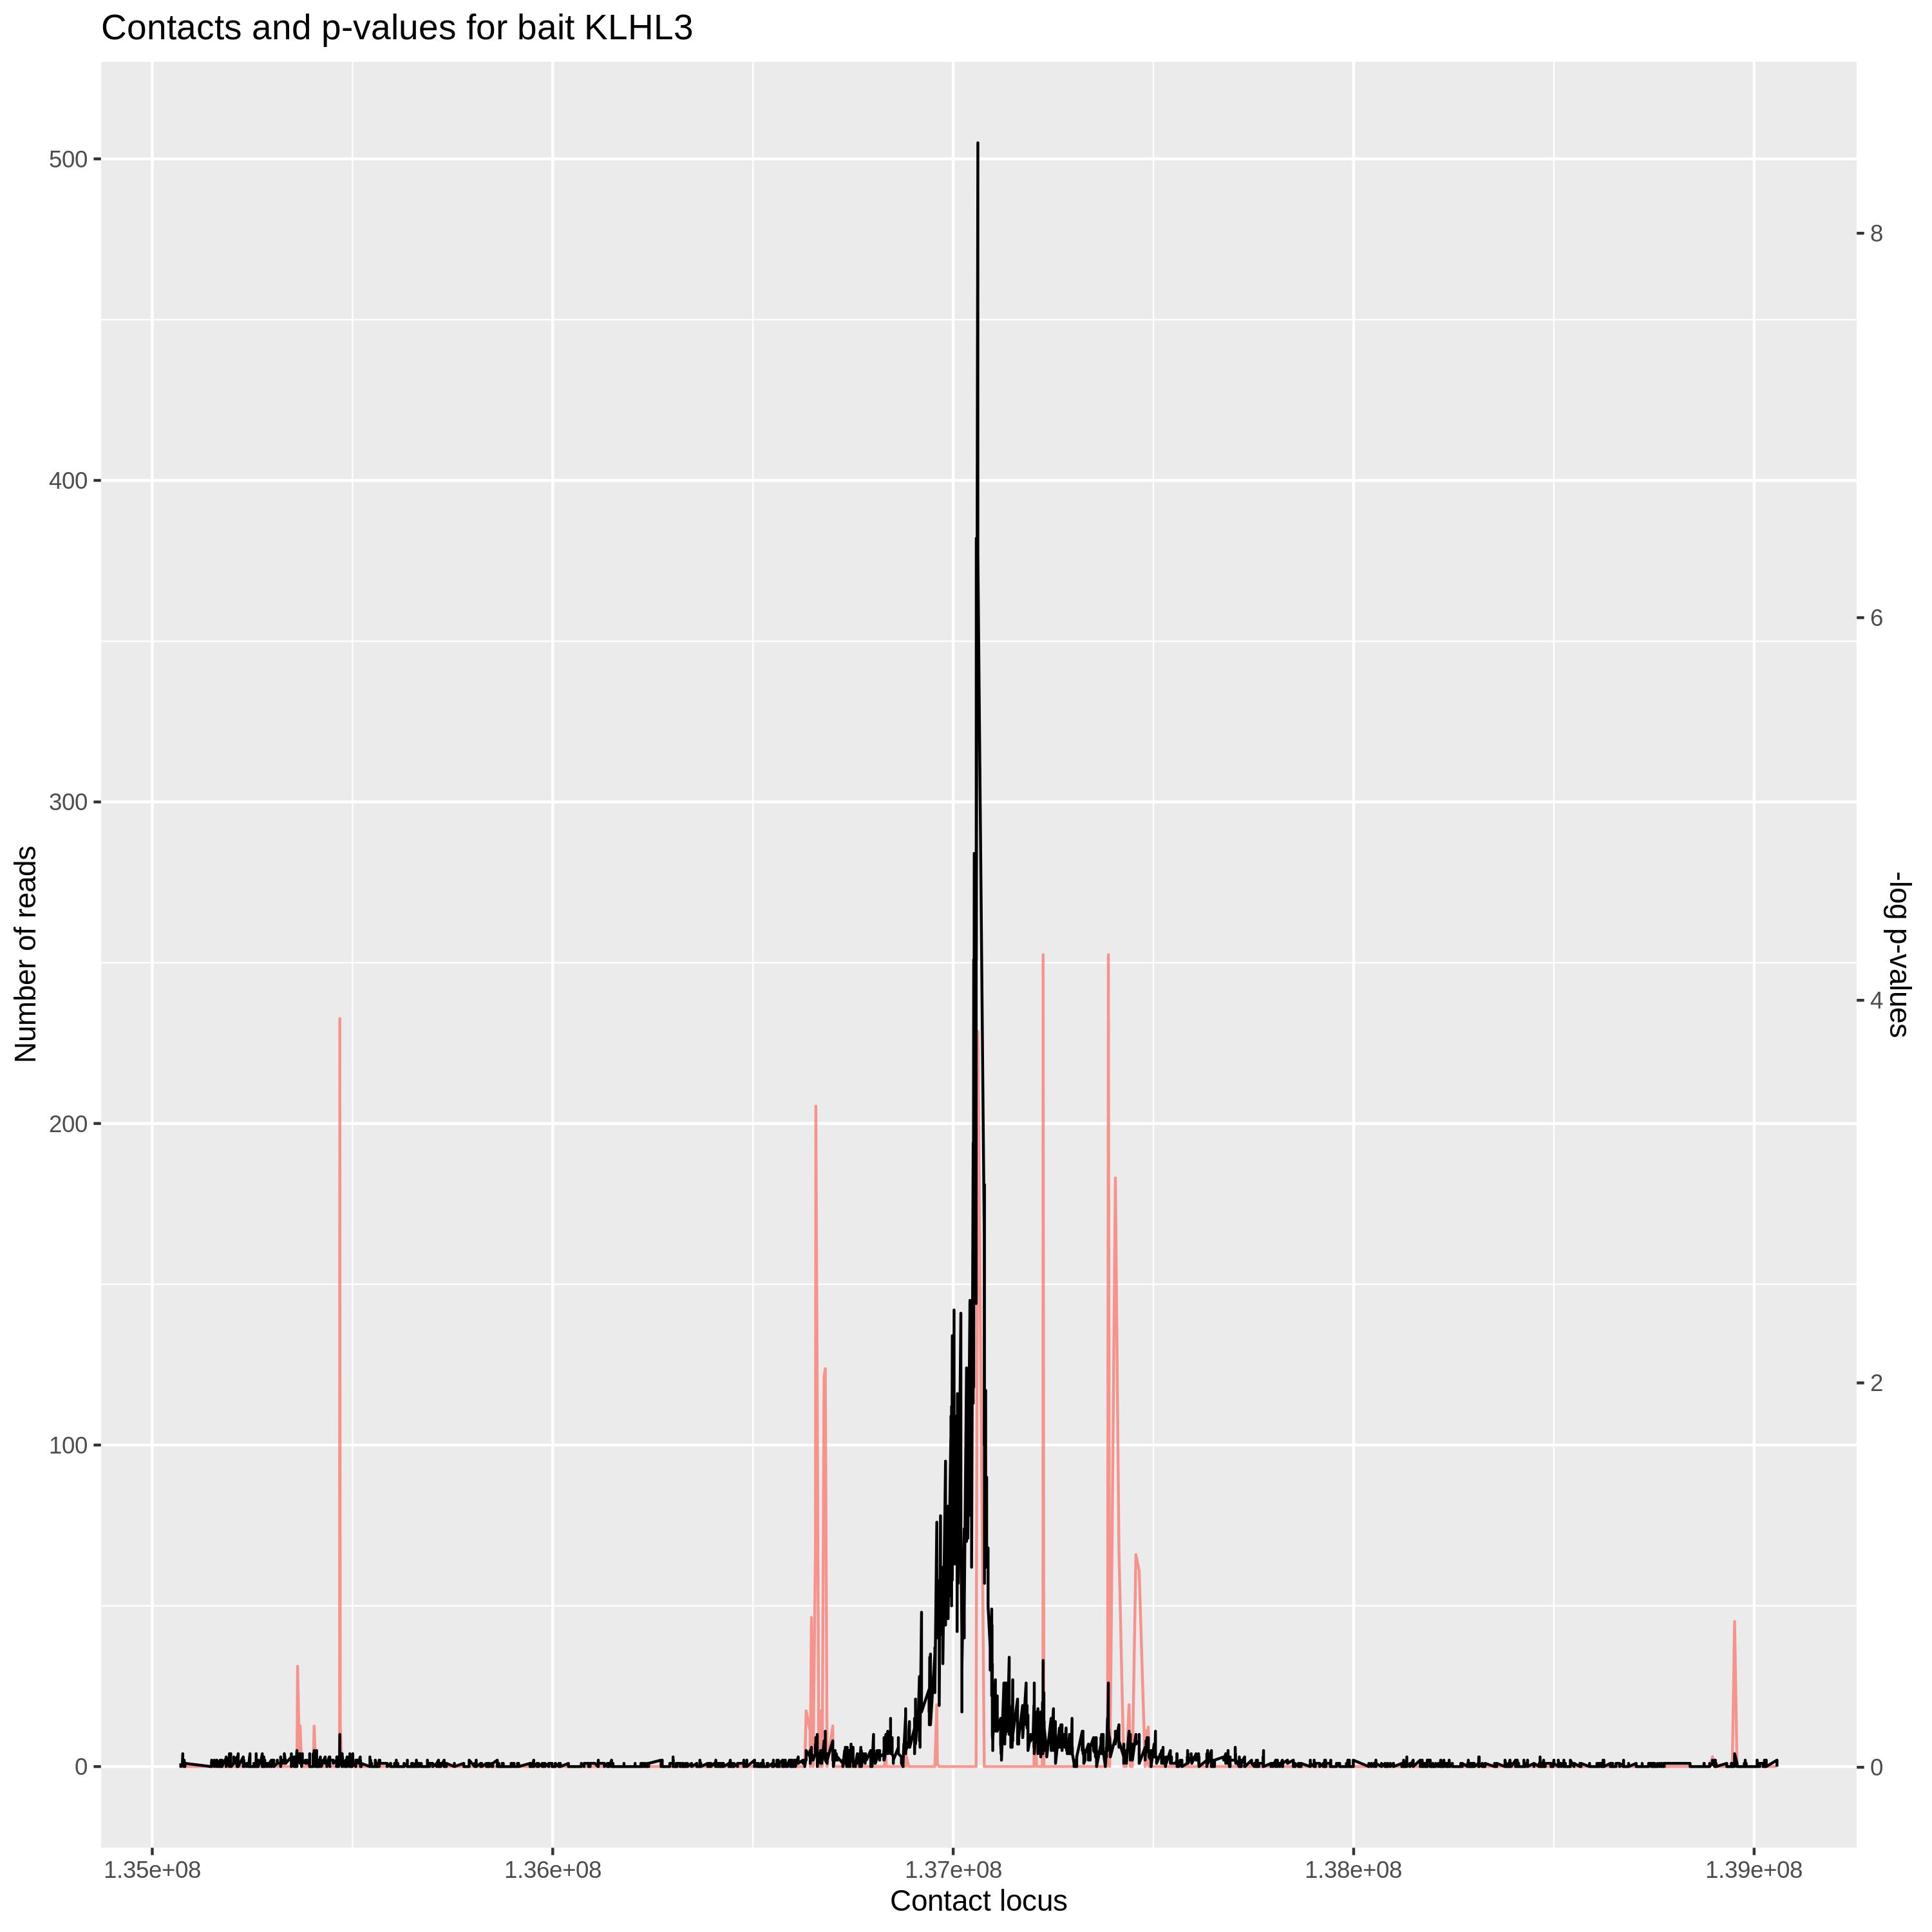 Contacts and p-values for bait KLHL3
500
400
300
200
100
0
Number of reads
8
6
4
2
0
-log p-values
1.35e+08 1.36e+08 1.37e+08 1.38e+08 1.39e+08
Contact locus